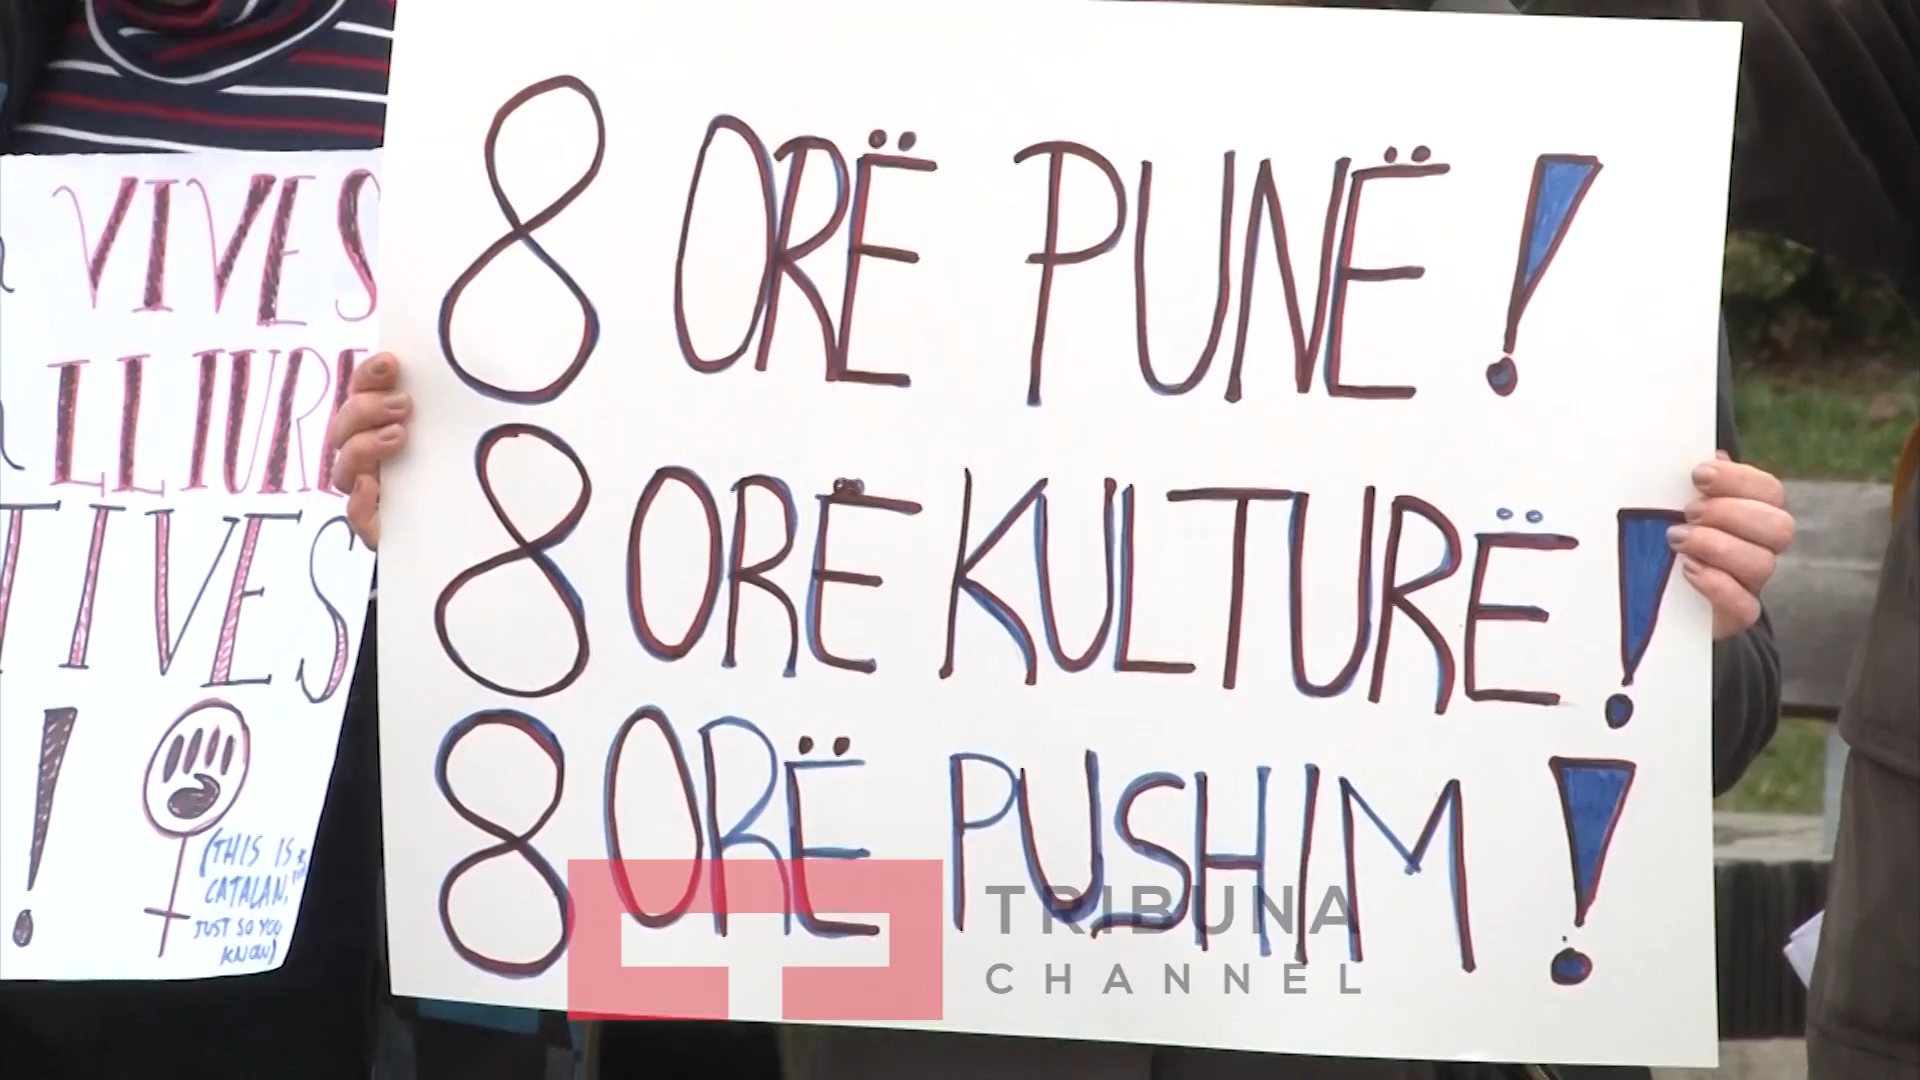 VIVES
LLIURE
TIVES
!
(THIS IS
CATALAN,
JUST SO YOU
KNOW)
8 ORË PUNË!
8 ORË KULTURË!
8 ORË PUSHIM!
TRIBUNA
CHANNEL